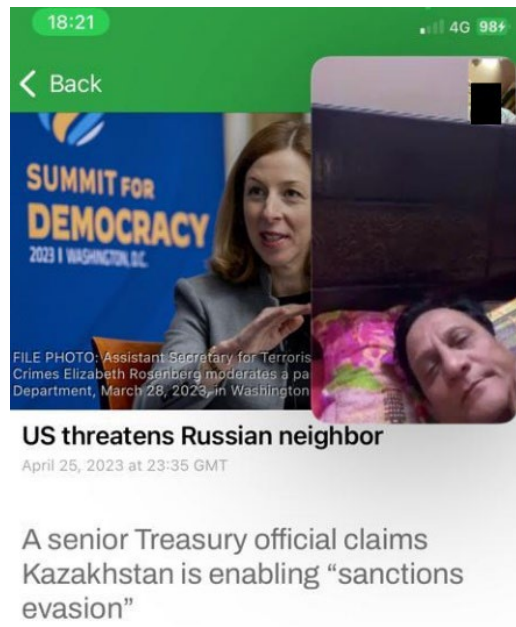 18:21
4G 98
Back
SUMMIT FOR
DEMOCRACY
2023 | WASHINGTON, D.C.
FILE PHOTO: Assistant Secretary for Terroris
Crimes Elizabeth Rosenberg moderates a pa
Department, March 28, 2023, in Washington
US threatens Russian neighbor
April 25, 2023 at 23:35 GMT
A senior Treasury official claims
Kazakhstan is enabling “sanctions
evasion”